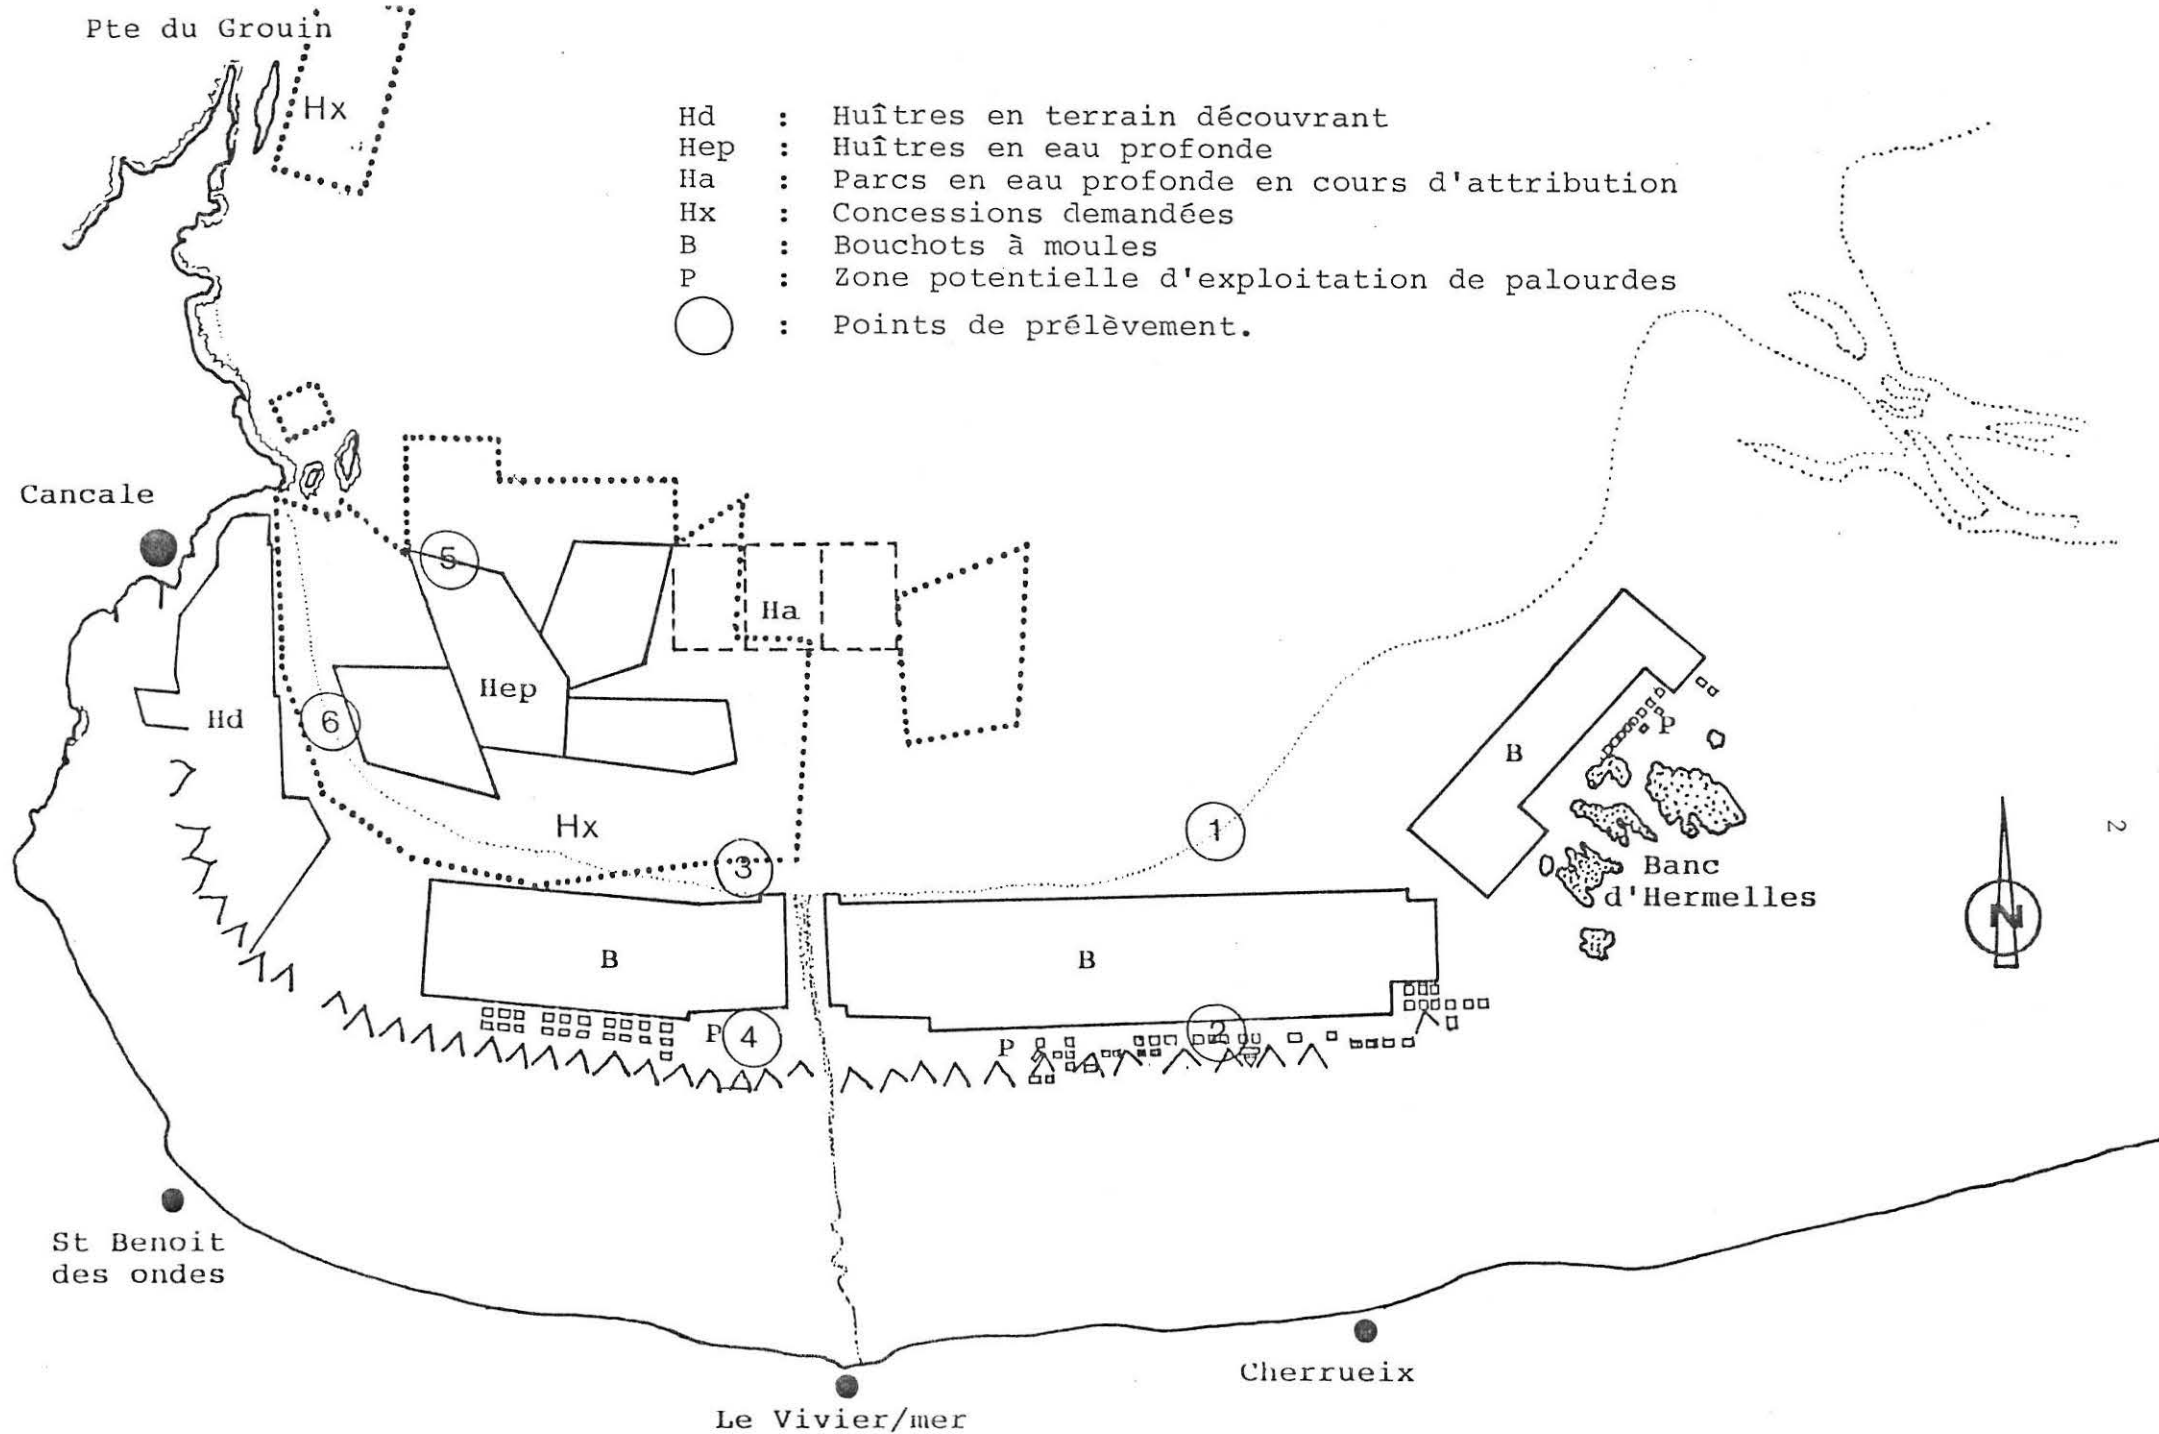 Pte du Grouin
Hx
Hd : Huîtres en terrain découvrant
Hep : Huîtres en eau profonde
Ha : Parcs en eau profonde en cours d'attribution
Hx : Concessions demandées
B : Bouchots à moules
P : Zone potentielle d'exploitation de palourdes
: Points de prélèvement.
Cancale
5
Ha
Hep
Hd
6
P
B
Hx
3
1
2
Banc
d'Hermelles
N
B
B
P
4
P
2
St Benoit
des ondes
Cherrueix
Le Vivier/mer